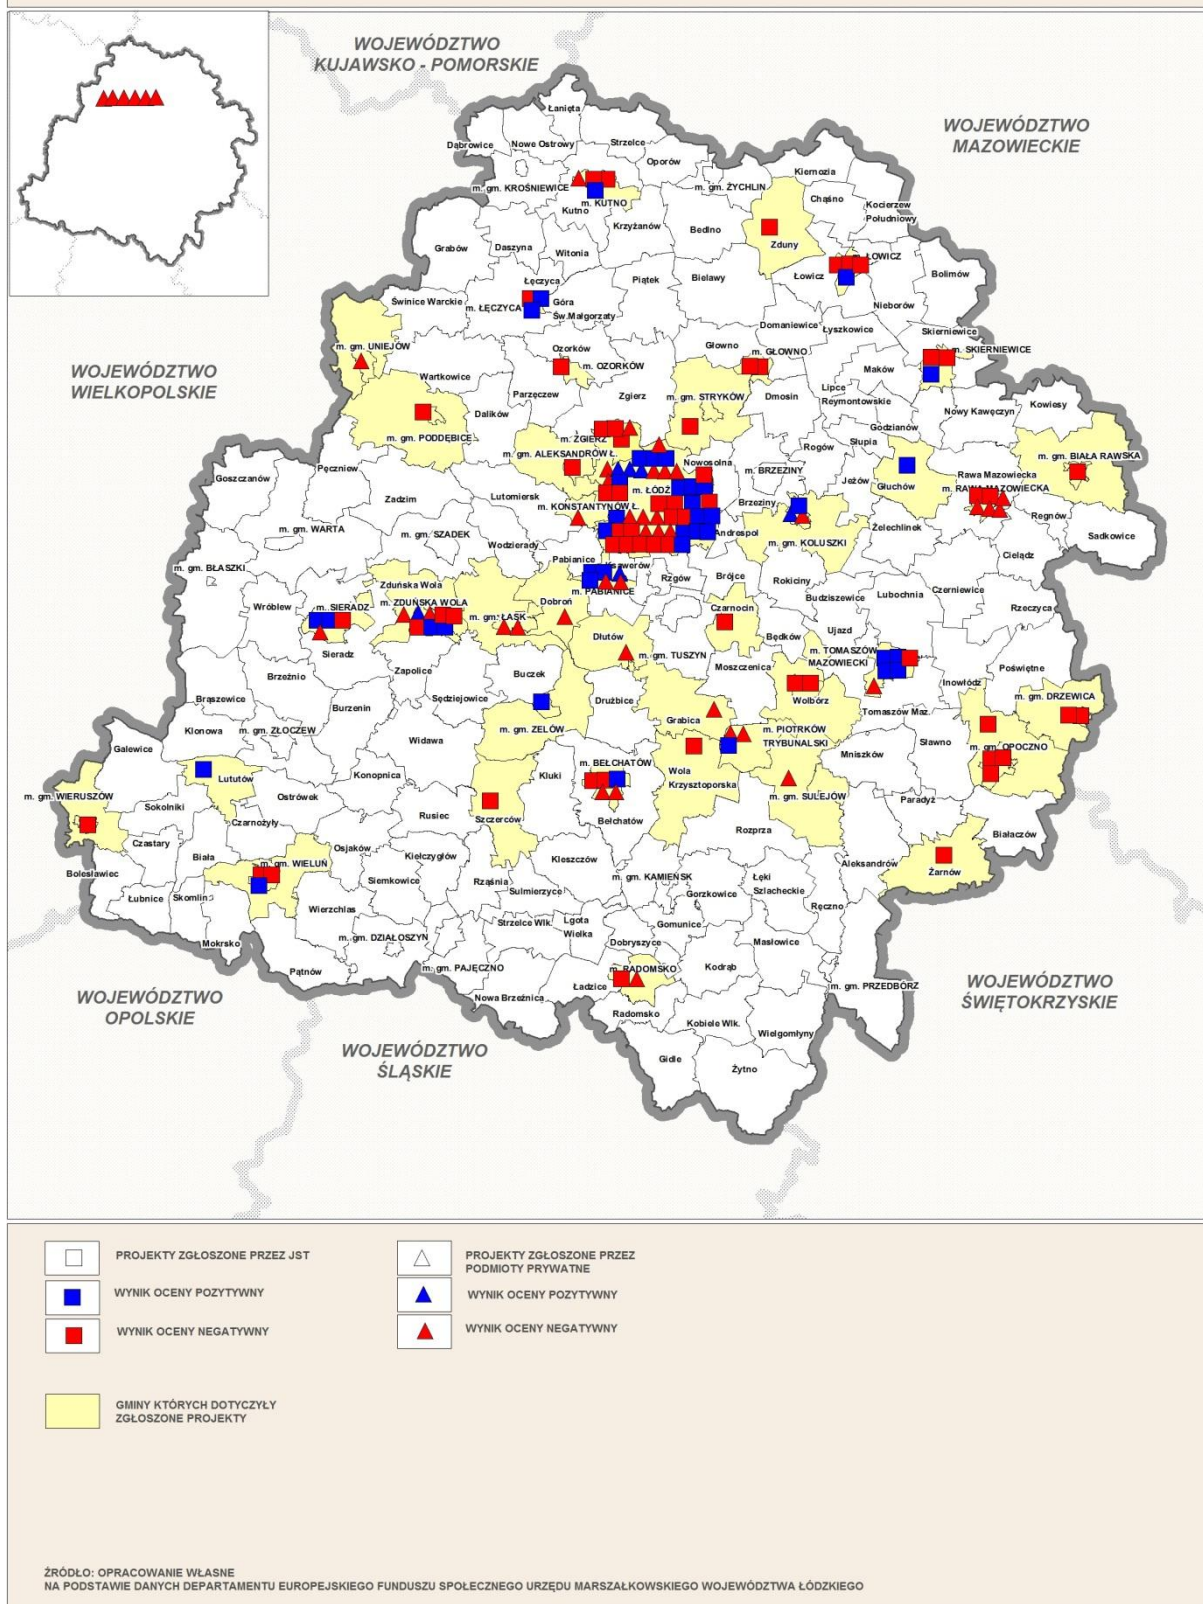 WOJEWÓDZTWO
KUJAWSKO - POMORSKIE
WOJEWÓDZTWO
MAZOWIECKIE
Łanięta
Dąbrowice
Nowe Ostrowy
Strzelce
Oporów
m. gm. KROŚNIEWICE
m. KUTNO
Kutno
m. gm. ŻYCHLIN
Kiernozia
Chąśno
Kocierzew
Południowy
Krzyżanów
Bedino
Zduny
Grabów
Daszyna
Witonia
Łęczyca
m. ŁĘCZYCA
Góra
Św.Małgorzaty
Piątek
Bielawy
Łowicz
ŁOWICZ
Bolimów
Nieborów
Świnice Warckie
Domaniewice
Łyszkowice
Skierniewice
m. SKIERNIEWICE
m. gm. UNIEJÓW
WOJEWÓDZTWO
WIELKOPOLSKIE
Wartkowice
Ozorków
m. OZORKÓW
Głowno
m. GŁOWNO
Maków
Parzęczew
Zgierz
m. gm. STRYKÓW
Dmosin
Lipce
Reymontowskie
Nowy Kawęczyn
Kowiesy
m. gm. PODDĘBICE
Dalików
m. ZGIERZ
Godzianów
Słupia
Rogów
m. gm. ALEKSANDRÓW Ł.
Nowosolna
m. BRZEZINY
Jeżów
Głuchów
m. gm. BIAŁA RAWSKA
Rawa Mazowiecka
m. RAWA MAZOWIECKA
Goszczanów
Pęczniew
Zadzim
Lutomiersk
m. ŁÓDŹ
m. KONSTANTYNÓW Ł.
Brzeziny
Żelechlinek
Regnów
Sadkowice
m. gm. WARTA
m. gm. SZADEK
Wodzierady
Andrespol
m. gm. KOLUSZKI
Cielądz
m. gm. BŁASZKI
Pabianice
Ksawerów
m. PABIANICE
Rzgów
Brójce
Rokiciny
Budziszewice
Lubochnia
Czerniewice
Rzeczyca
Wróblew
m. SIERADZ
Zduńska Wola
m. ZDUŃSKA WOLA
m. gm. ŁASK
Dobroń
Czarnocin
Sieradz
Zapolice
Dłutów
m. gm. TUSZYN
Będków
Ujazd
m. TOMASZÓW
MAZOWIECKI
Moszczenica
Poświętne
Brzeźnio
Buczek
Inowłódz
m. gm. DRZEWICA
Brąszewice
Burzenin
Sędziejowice
Drużbice
Wolbórz
Tomaszów Maz.
Klonowa
m. gm. ZŁOCZEW
Grabica
Galewice
Widawa
m. gm. ZELÓW
m. PIOTRKÓW
TRYBUNALSKI
Mniszków
Sławno
m. gm. OPOCZNO
Lututów
Konopnica
Kluki
m. BEŁCHATÓW
Wola
Krzysztoporska
m. gm. WIERUSZÓW
Sokolniki
Ostrówek
m. gm. SULEJÓW
Paradyż
Czarnożyły
Rusiec
Szczerców
Bełchatów
Rozprza
Białaczów
Czastary
Biała
Osjaków
Kiełczygłów
m. gm. WIELUŃ
Kleszczów
Aleksandrów
Żarnów
Bolesławiec
Siemkowice
Rząśnia
m. gm. KAMIEŃSK
Łęki
Szlacheckie
Łubnice
Skomlin
Wierzchlas
Sulmierzyce
Gorzkowice
Ręczno
Strzelce Wlk.
Lgota
Wielka
Gomunice
Mokrsko
m. gm. DZIAŁOSZYN
Dobryszyce
Masłowice
Pątnów
m. gm. PAJĘCZNO
m. RADOMSKO
Kodrąb
m. gm. PRZEDBÓRZ
Nowa Brzeźnica
Ładzice
Radomsko
Kobiele Wlk.
Wielgomłyny
Gidle
Żytno
WOJEWÓDZTWO
OPOLSKIE
WOJEWÓDZTWO
ŚLĄSKIE
WOJEWÓDZTWO
ŚWIĘTOKRZYSKIE
PROJEKTY ZGŁOSZONE PRZEZ JST
WYNIK OCENY POZYTYWNY
WYNIK OCENY NEGATYWNY
PROJEKTY ZGŁOSZONE PRZEZ
PODMIOTY PRYWATNE
WYNIK OCENY POZYTYWNY
WYNIK OCENY NEGATYWNY
GMINY KTÓRYCH DOTYCZYŁY
ZGŁOSZONE PROJEKTY
ŹRÓDŁO: OPRACOWANIE WŁASNE
NA PODSTAWIE DANYCH DEPARTAMENTU EUROPEJSKIEGO FUNDUSZU SPOŁECZNEGO URZĘDU MARSZAŁKOWSKIEGO WOJEWÓDZTWA ŁÓDZKIEGO